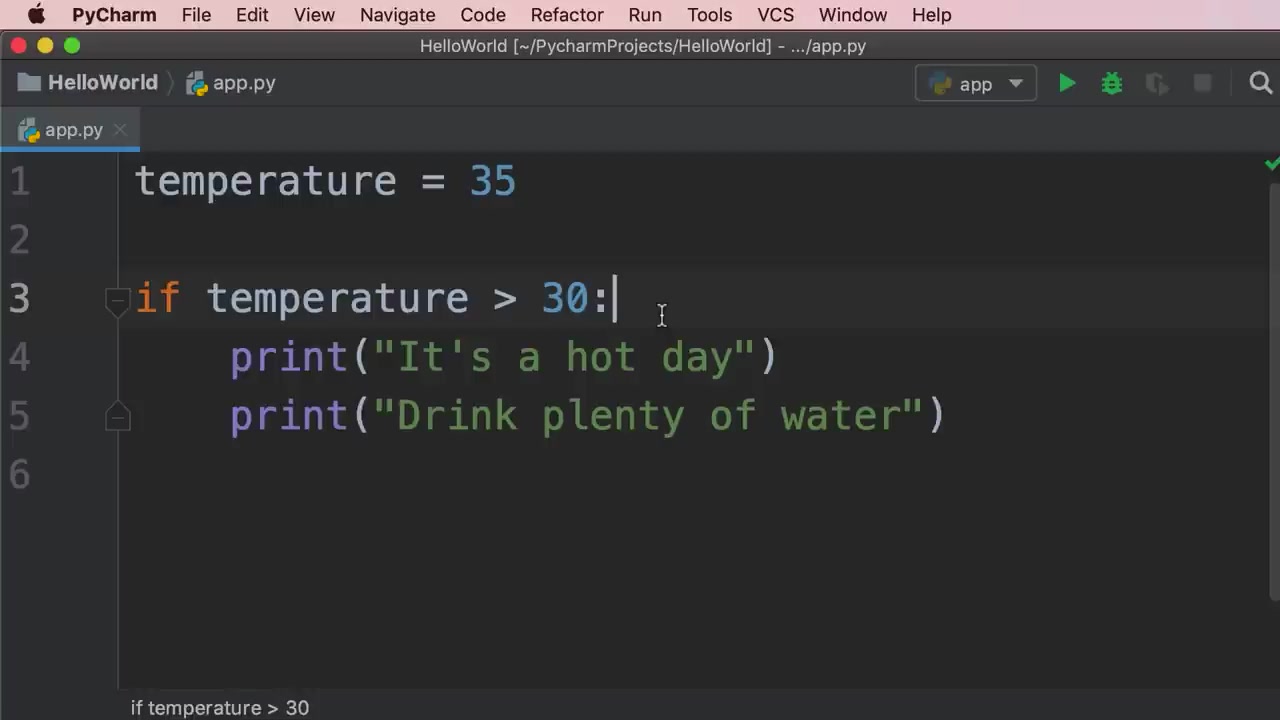 PyCharm File Edit View Navigate Code Refactor Run Tools VCS Window Help
HelloWorld [~/PycharmProjects/HelloWorld] - .../app.py
HelloWorld app.py app
app.py
1 temperature = 35
2
3 if temperature > 30:
4     print("It's a hot day")
5     print("Drink plenty of water")
6
if temperature > 30